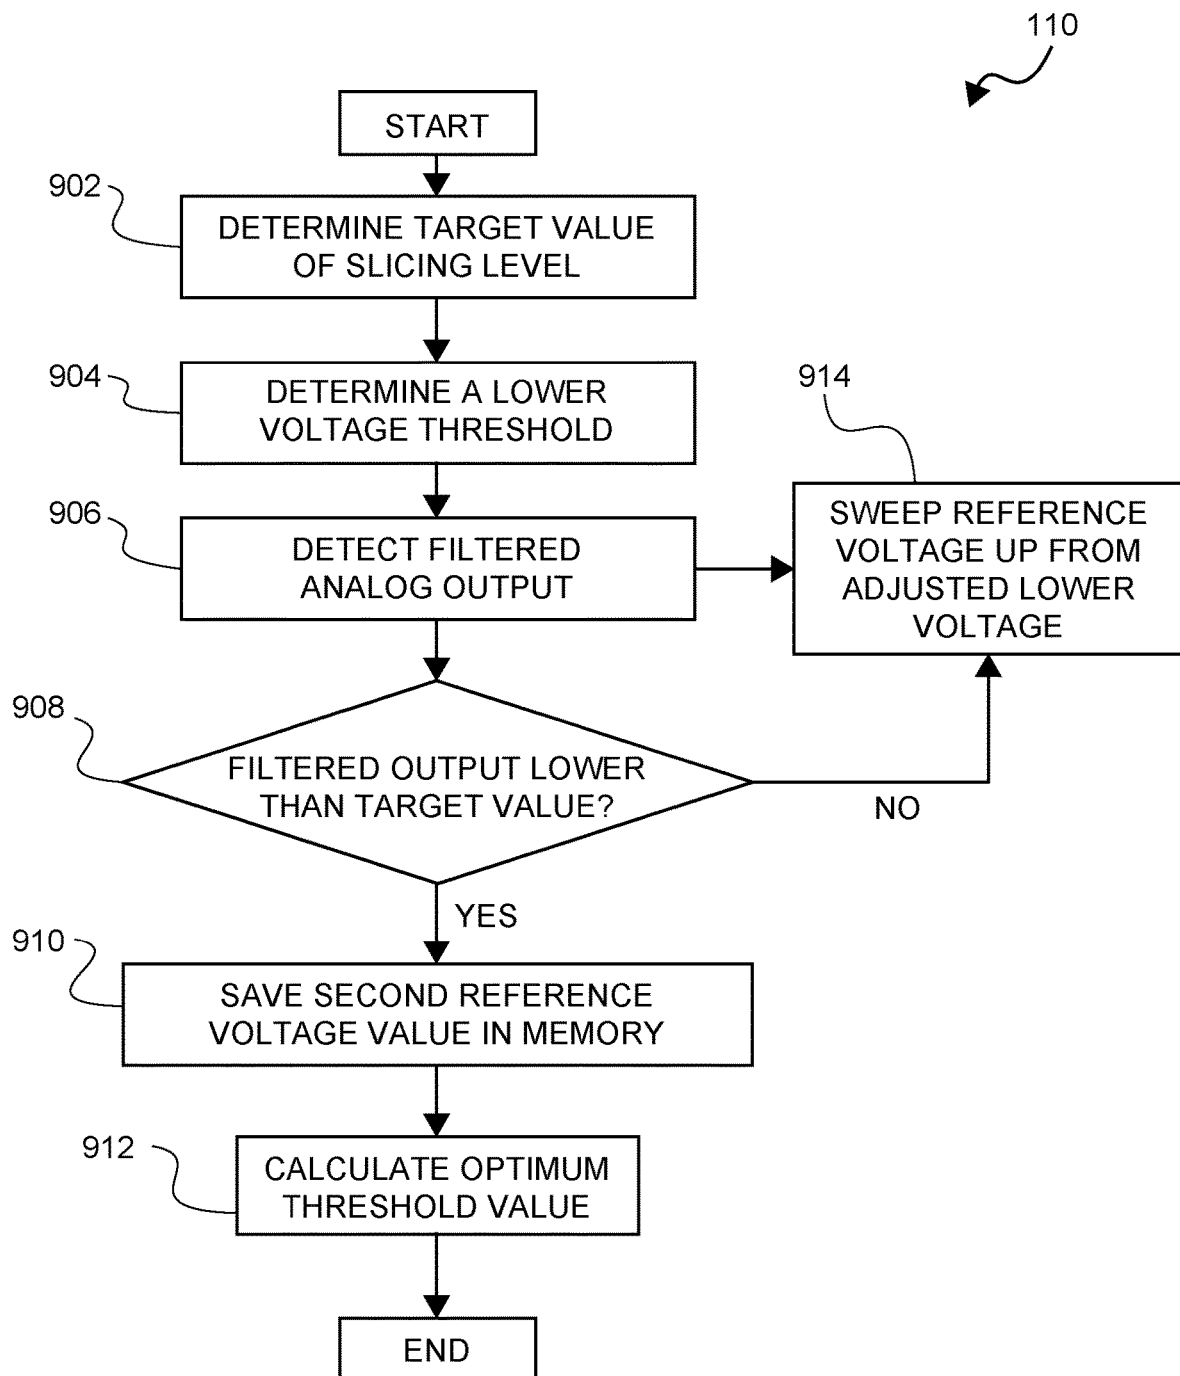 110
START
902
DETERMINE TARGET VALUE
OF SLICING LEVEL
904
DETERMINE A LOWER
VOLTAGE THRESHOLD
914
906
DETECT FILTERED
ANALOG OUTPUT
SWEEP REFERENCE
VOLTAGE UP FROM
ADJUSTED LOWER
VOLTAGE
908
FILTERED OUTPUT LOWER
THAN TARGET VALUE?
NO
YES
910
SAVE SECOND REFERENCE
VOLTAGE VALUE IN MEMORY
912
CALCULATE OPTIMUM
THRESHOLD VALUE
END